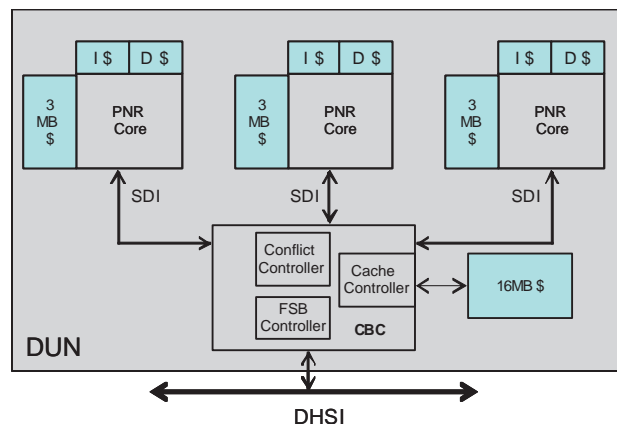 I $ D $
3
MB
$
PNR
Core
SDI
I $ D $
3
MB
$
PNR
Core
SDI
I $ D $
3
MB
$
PNR
Core
SDI
Conflict
Controller
Cache
Controller
FSB
Controller
CBC
16MB $
DUN
DHSI